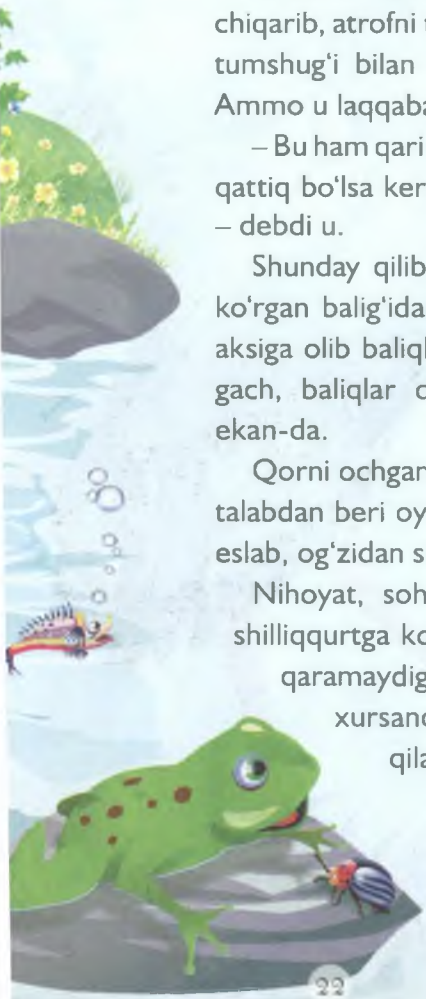 chiqarib, atrofni t
tumshug‘i bilan
Ammo u laqqaba
– Bu ham qari
qattiq bo‘lsa ker
– debdi u.
Shunday qilib
ko‘rgan balig‘ida
aksiga olib baliql
gach, baliqlar c
ekan-da.
Qorni ochgan
talabdan beri oy
eslab, og‘zidan s
Nihoyat, soh
shilliqqurtga ko
qaramaydig
xursand
qila
22